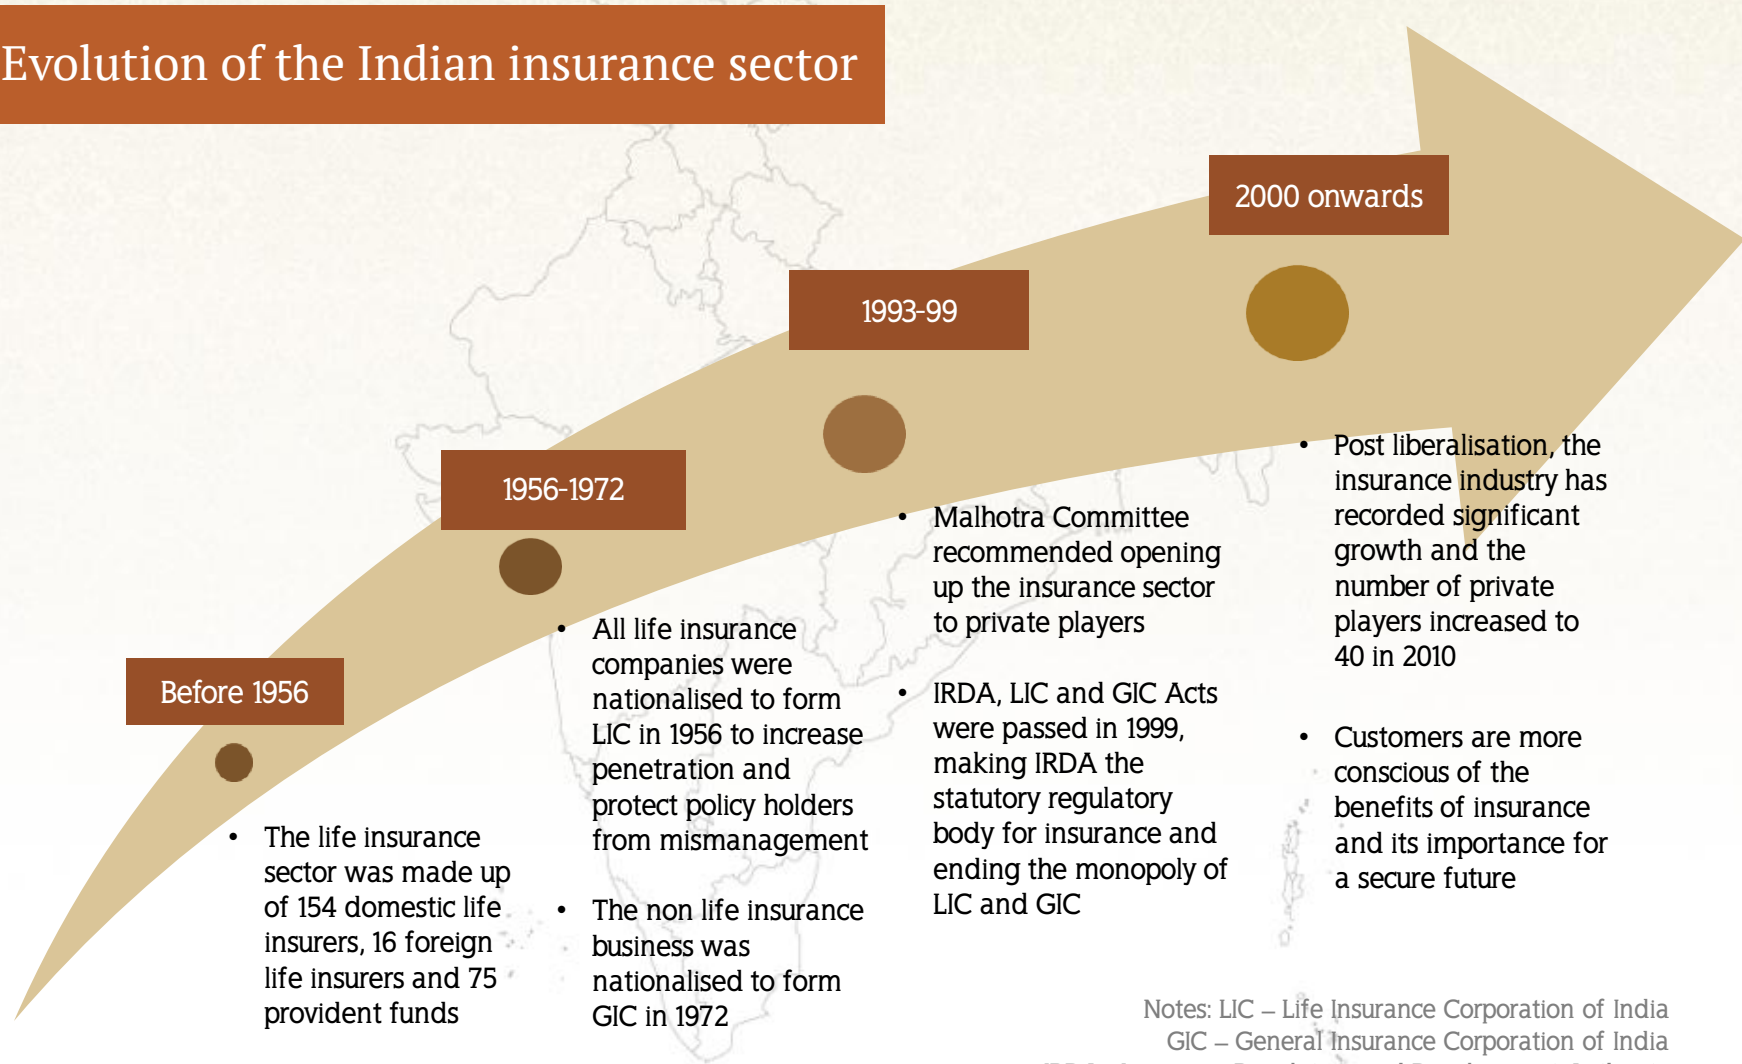 Evolution of the Indian insurance sector
Before 1956
• The life insurance
sector was made up
of 154 domestic life
insurers, 16 foreign
life insurers and 75
provident funds
1956-1972
• All life insurance
companies were
nationalised to form
LIC in 1956 to increase
penetration and
protect policy holders
from mismanagement
• The non life insurance
business was
nationalised to form
GIC in 1972
1993-99
• Malhotra Committee
recommended opening
up the insurance sector
to private players
• IRDA, LIC and GIC Acts
were passed in 1999,
making IRDA the
statutory regulatory
body for insurance and
ending the monopoly of
LIC and GIC
2000 onwards
• Post liberalisation, the
insurance industry has
recorded significant
growth and the
number of private
players increased to
40 in 2010
• Customers are more
conscious of the
benefits of insurance
and its importance for
a secure future
Notes: LIC – Life Insurance Corporation of India
GIC – General Insurance Corporation of India